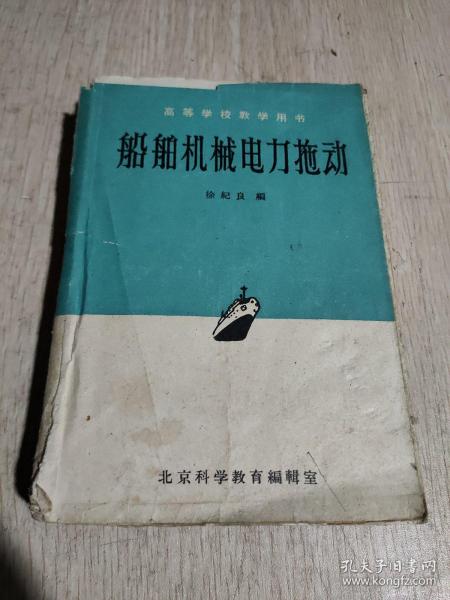 高等学校教学用书
船舶机械电力拖动
徐紀良 編
北京科学教育編輯室
孔夫子旧书网
www.kongfz.com